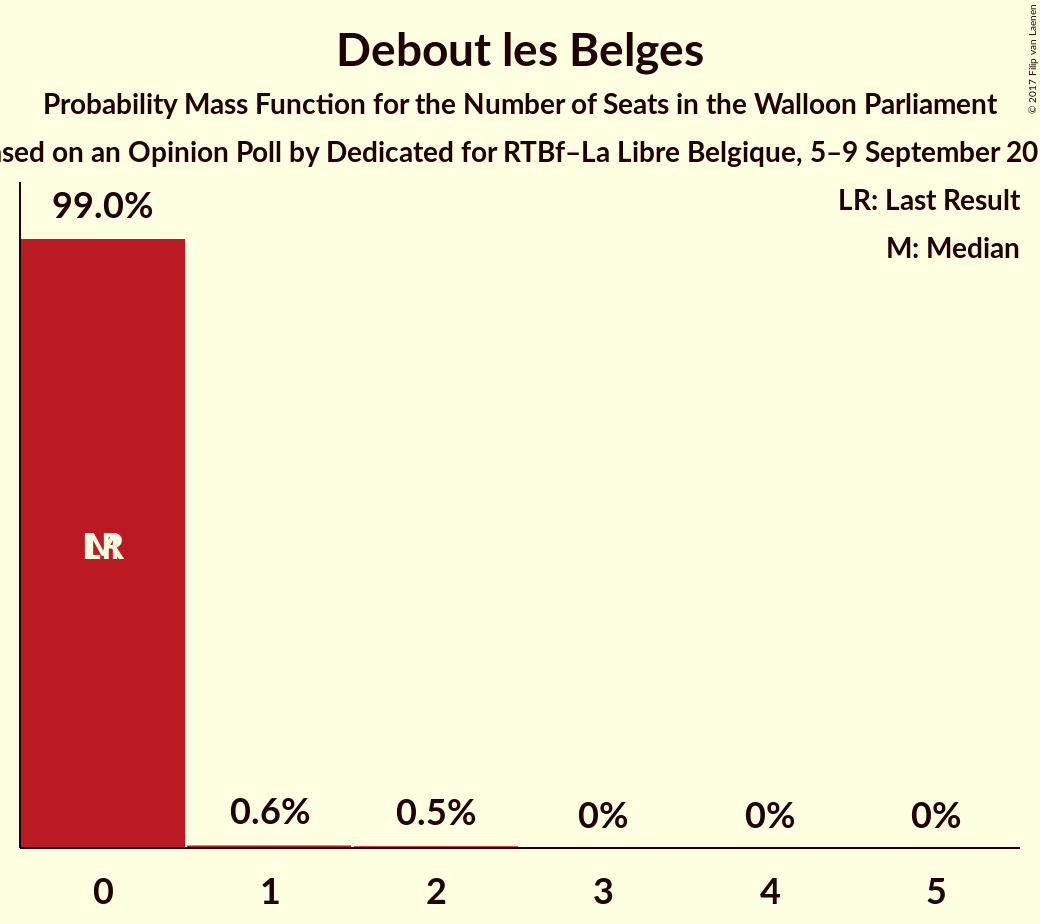 Debout les Belges
Probability Mass Function for the Number of Seats in the Walloon Parliament
on an Opinion Poll by Dedicated for RTBf–La Libre Belgique, 5–9 September 20
© 2017 Filip van Laenen
LR: Last Result
M: Median
99.0%
LR
M
0.6%
0.5%
0%
0%
0%
0
1
2
3
4
5